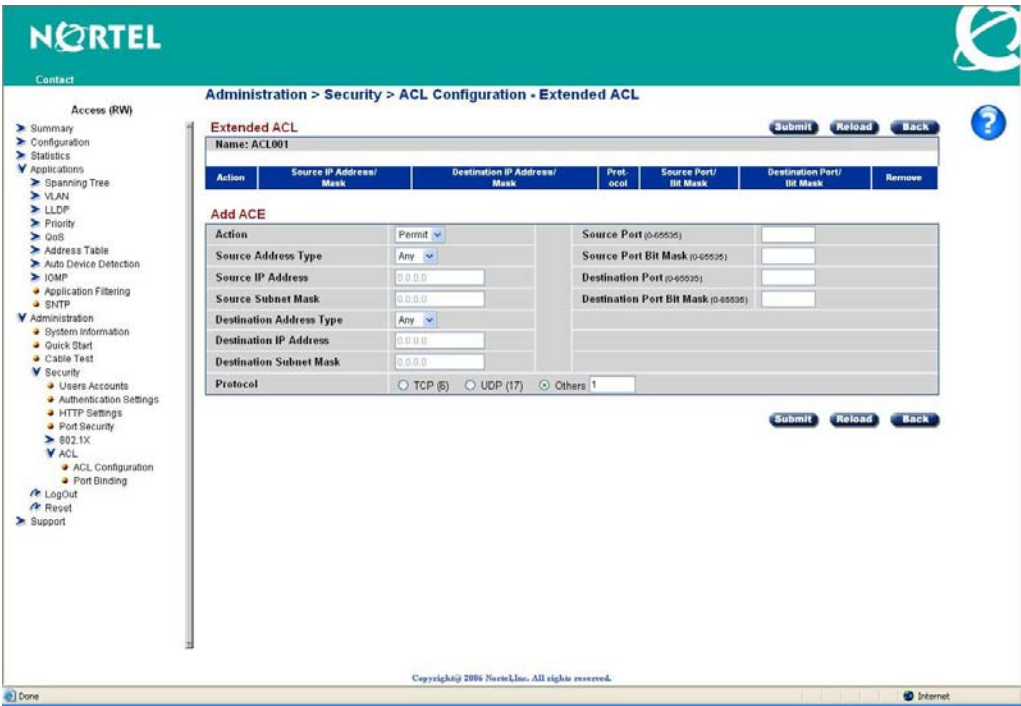 NORTEL
Contact
Access (RW)
Summary
Configuration
Statistics
Applications
Spanning Tree
VLAN
LLDP
Priority
QoS
Address Table
Auto Device Detection
IGMP
Application Filtering
SNTP
Administration
System Information
Quick Start
Cable Test
Security
Users Accounts
Authentication Settings
HTTP Settings
Port Security
802.1X
ACL
ACL Configuration
Port Binding
LogOut
Reset
Support
Administration > Security > ACL Configuration - Extended ACL
Extended ACL
Submit Reload Back
?
Name: ACL001
Action Source IP Address/ Mask Destination IP Address/ Mask Prot- ocol Source Port/ Bit Mask Destination Port/ Bit Mask Remove
Add ACE
Action Permit Source Port (0-65535)
Source Address Type Any Source Port Bit Mask (0-65535)
Source IP Address 0.0.0.0 Destination Port (0-65535)
Source Subnet Mask 0.0.0.0 Destination Port Bit Mask (0-65535)
Destination Address Type Any
Destination IP Address 0.0.0.0
Destination Subnet Mask 0.0.0.0
Protocol TCP (6) UDP (17) Others 1
Submit Reload Back
Copyright@ 2006 Nortel,Inc. All rights reserved.
Done Internet